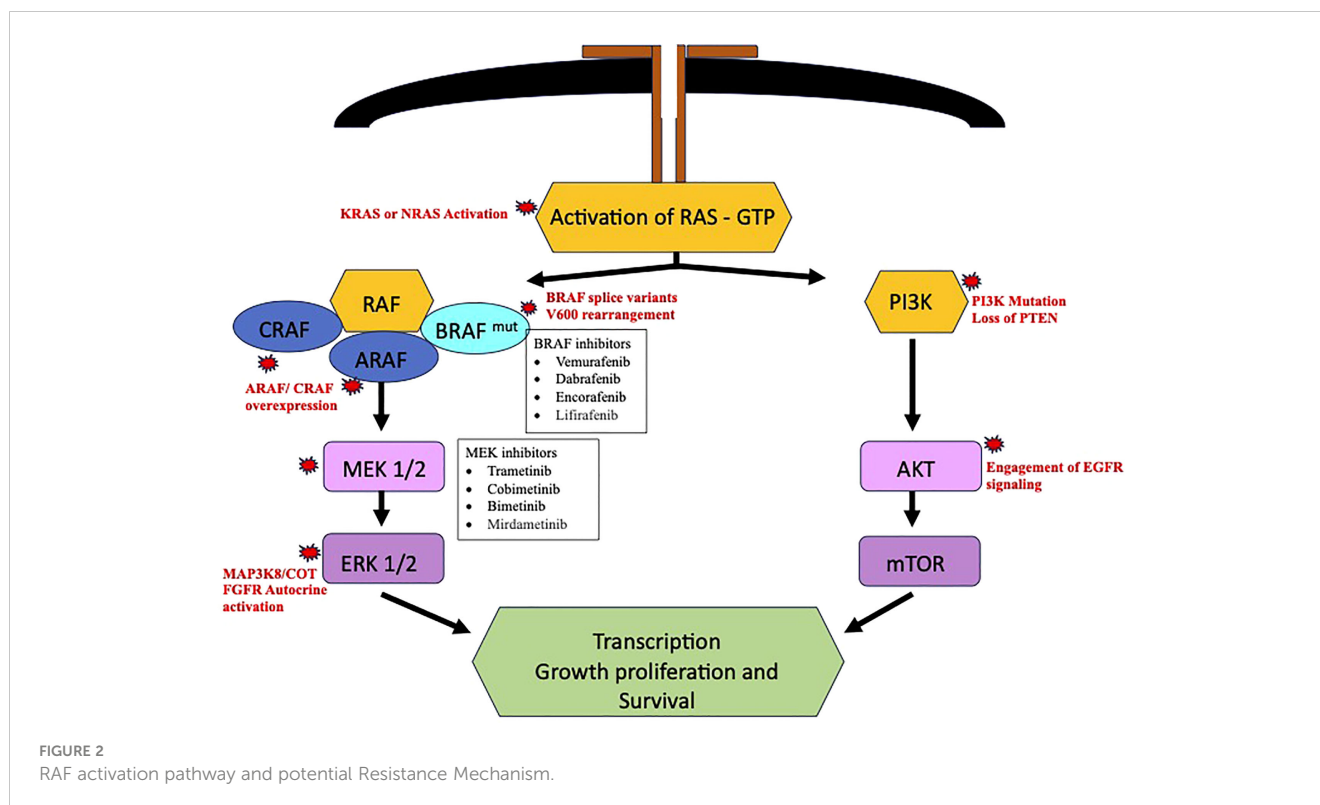 KRAS or NRAS Activation
Activation of RAS - GTP
RAF
CRAF
ARAF
BRAF mut
BRAF splice variants
V600 rearrangement
ARAF/ CRAF
overexpression
BRAF inhibitors
• Vemurafenib
• Dabrafenib
• Encorafenib
• Lifirafenib
PI3K
PI3K Mutation
Loss of PTEN
MEK 1/2
MEK inhibitors
• Trametinib
• Cobimetinib
• Bimetinib
• Mirdametinib
AKT
Engagement of EGFR
signaling
ERK 1/2
MAP3K8/COT
FGFR Autocrine
activation
mTOR
Transcription
Growth proliferation and
Survival
FIGURE 2
RAF activation pathway and potential Resistance Mechanism.